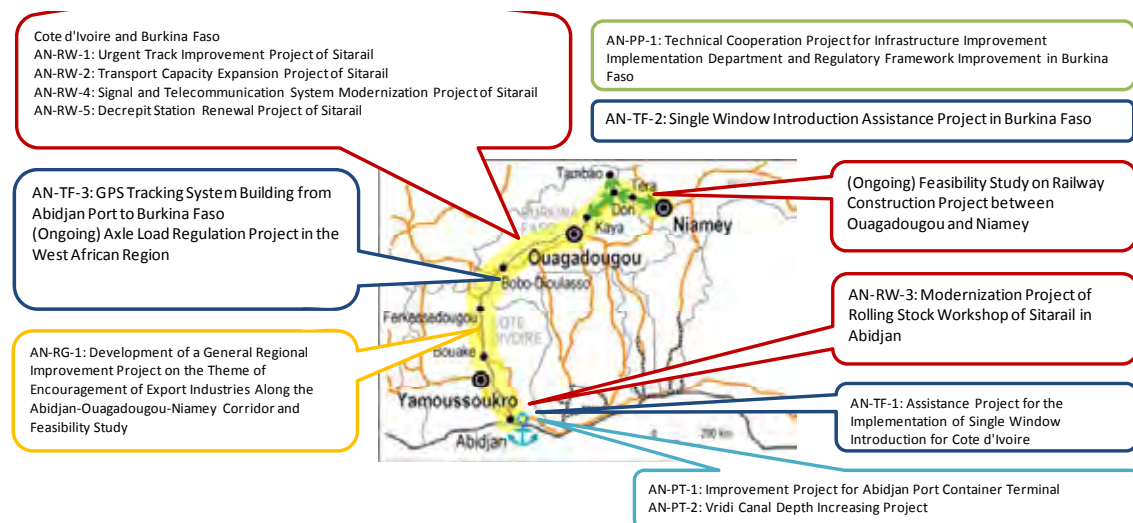 Cote d'Ivoire and Burkina Faso
AN-RW-1: Urgent Track Improvement Project of Sitarail
AN-RW-2: Transport Capacity Expansion Project of Sitarail
AN-RW-4: Signal and Telecommunication System Modernization Project of Sitarail
AN-RW-5: Decrepit Station Renewal Project of Sitarail
AN-PP-1: Technical Cooperation Project for Infrastructure Improvement
Implementation Department and Regulatory Framework Improvement in Burkina
Faso
AN-TF-2: Single Window Introduction Assistance Project in Burkina Faso
AN-TF-3: GPS Tracking System Building from
Abidjan Port to Burkina Faso
(Ongoing) Axle Load Regulation Project in the
West African Region
(Ongoing) Feasibility Study on Railway
Construction Project between
Ouagadougou and Niamey
Tambao
Téra
Dori
Niamey
BURKINA
FASO
Kaya
Ouagadougou
Bobo-Dioulasso
Ferkessedougou
COTE
D'IVOIRE
Bouake
Yamoussoukro
Abidjan
0 200 km
AN-RW-3: Modernization Project of
Rolling Stock Workshop of Sitarail in
Abidjan
AN-RG-1: Development of a General Regional
Improvement Project on the Theme of
Encouragement of Export Industries Along the
Abidjan-Ouagadougou-Niamey Corridor and
Feasibility Study
AN-TF-1: Assistance Project for the
Implementation of Single Window
Introduction for Cote d'Ivoire
AN-PT-1: Improvement Project for Abidjan Port Container Terminal
AN-PT-2: Vridi Canal Depth Increasing Project